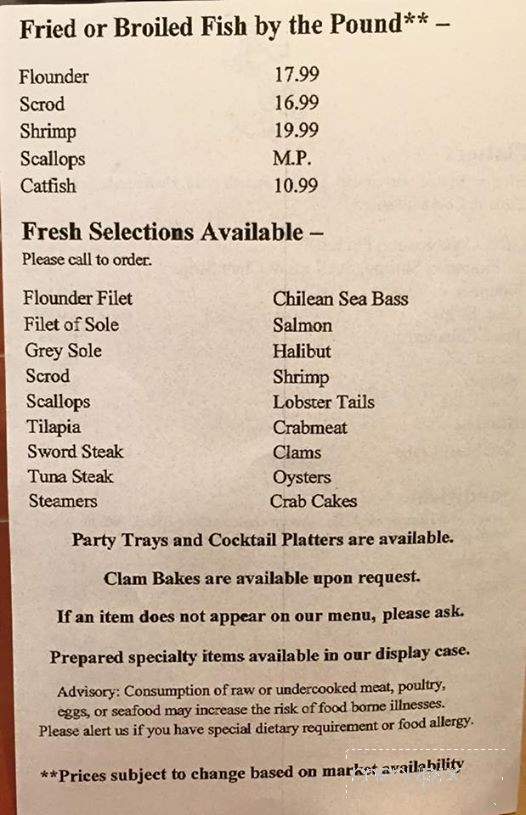 Fried or Broiled Fish by the Pound** –
Flounder 17.99
Scrod 16.99
Shrimp 19.99
Scallops M.P.
Catfish 10.99
Fresh Selections Available –
Please call to order.
Flounder Filet Chilean Sea Bass
Filet of Sole Salmon
Grey Sole Halibut
Scrod Shrimp
Scallops Lobster Tails
Tilapia Crabmeat
Sword Steak Clams
Tuna Steak Oysters
Steamers Crab Cakes
Party Trays and Cocktail Platters are available.
Clam Bakes are available upon request.
If an item does not appear on our menu, please ask.
Prepared specialty items available in our display case.
Advisory: Consumption of raw or undercooked meat, poultry,
eggs, or seafood may increase the risk of food borne illnesses.
Please alert us if you have special dietary requirement or food allergy.
**Prices subject to change based on market availability